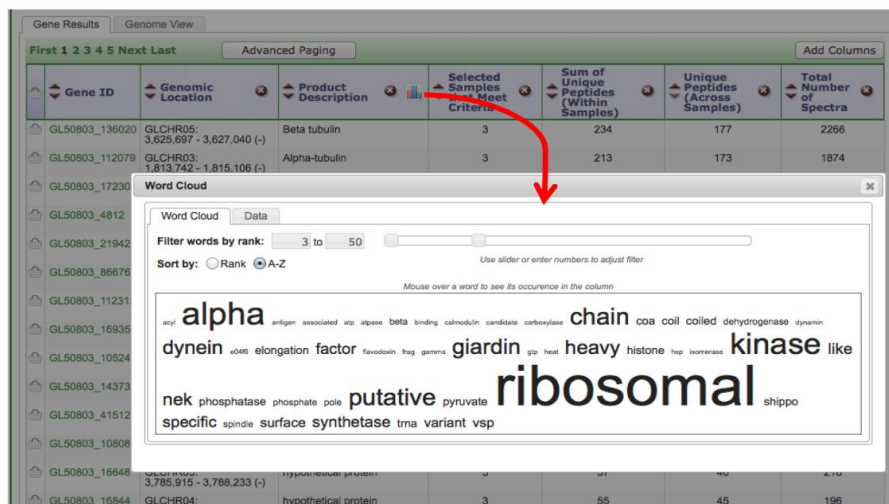 Gene Results Genome View
First 1 2 3 4 5 Next Last Advanced Paging Add Columns
Gene ID
Genomic
Location
Product
Description
Selected
Samples
that Meet
Criteria
Sum of
Unique
Peptides
(Within
Samples)
Unique
Peptides
(Across
Samples)
Total
Number
of
Spectra
GL50803_136020 GLCHR05: Beta tubulin 3 234 177 2266
3,625,697 - 3,627,040 (-)
GL50803_112079 GLCHR03: Alpha-tubulin 3 213 173 1874
1,813,742 - 1,815,106 (-)
GL50803_17230
GL50803_4812
GL50803_21942
GL50803_86676
GL50803_11231
GL50803_16935
GL50803_10524
GL50803_14373
GL50803_41512
GL50803_10808
Word Cloud
Word Cloud Data
Filter words by rank: 3 to 50
Use slider or enter numbers to adjust filter
Sort by: Rank A-Z
Mouse over a word to see its occurence in the column
acyl alpha antigen associated atp atpase beta binding calmodulin candidate carboxylase chain coa coil coiled dehydrogenase dynamin
dynein e04f6 elongation factor flavodoxin frag gamma giardin gtp heat heavy histone hsp isomerase kinase like
nek phosphatase phosphate pole putative pyruvate ribosomal shippo
specific spindle surface synthetase trna variant vsp
GL50803_16648 hypothetical protein
3,785,915 - 3,788,233 (-)
GL50803_16844 GLCHR04: hypothetical protein 3 55 45 196